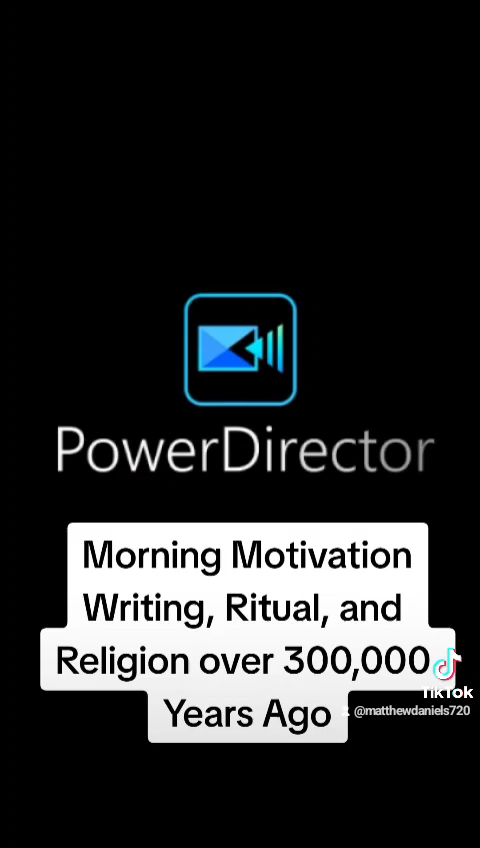 PowerDirector
Morning Motivation
Writing, Ritual, and
Religion over 300,000
Years Ago
TikTok
@matthewdaniels720